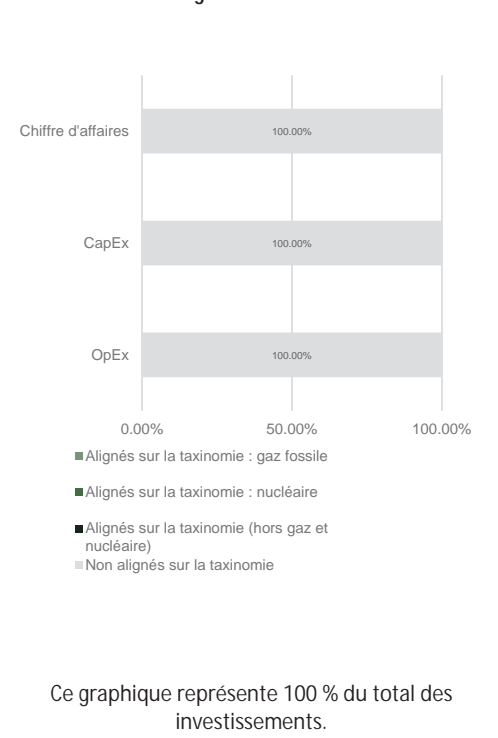 Chiffre d'affaires
100.00%
CapEx
100.00%
OpEx
100.00%
0.00%
50.00%
100.00%
Alignés sur la taxinomie : gaz fossile
Alignés sur la taxinomie : nucléaire
Alignés sur la taxinomie (hors gaz et
nucléaire)
Non alignés sur la taxinomie
Ce graphique représente 100 % du total des
investissements.